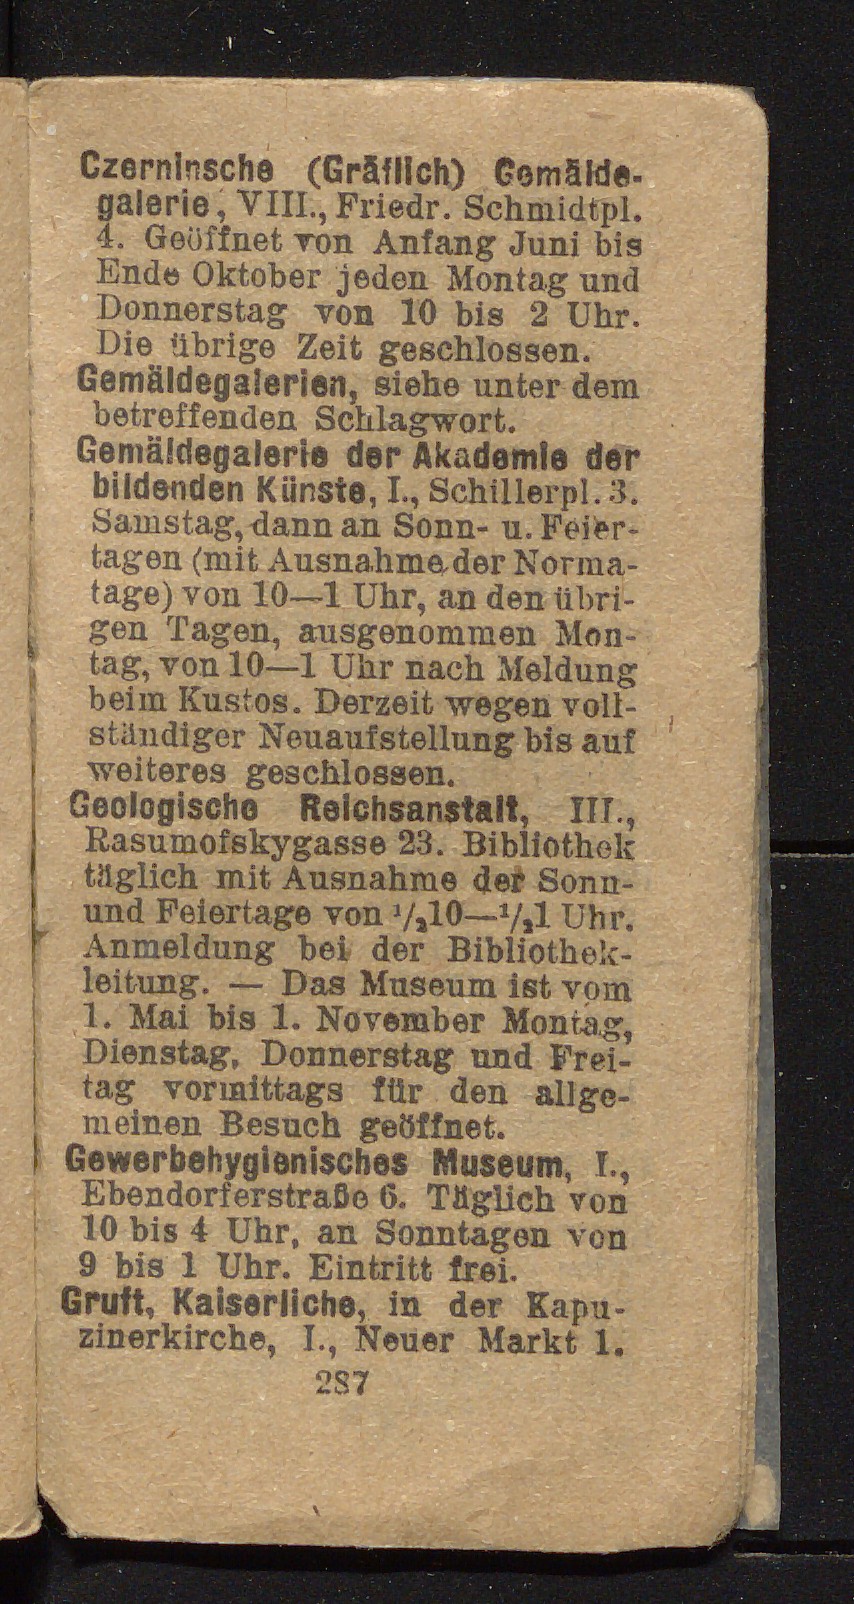 Czerninsche (Gräflich) Gemälde-
galerie, VIII., Friedr. Schmidtpl.
4. Geöffnet von Anfang Juni bis
Ende Oktober jeden Montag und
Donnerstag von 10 bis 2 Uhr.
Die übrige Zeit geschlossen.
Gemäldegalerien, siehe unter dem
betreffenden Schlagwort.
Gemäldegalerie der Akademie der
bildenden Künste, I., Schillerpl. 3.
Samstag, dann an Sonn- u. Feier-
tagen (mit Ausnahme der Norma-
tage) von 10—1 Uhr, an den übri-
gen Tagen, ausgenommen Mon-
tag, von 10—1 Uhr nach Meldung
beim Kustos. Derzeit wegen voll-
ständiger Neuaufstellung bis auf
weiteres geschlossen.
Geologische Reichsanstalt, III.,
Rasumofskygasse 23. Bibliothek
täglich mit Ausnahme der Sonn-
und Feiertage von ¹/₂10—¹/₂1 Uhr.
Anmeldung bei der Bibliothek-
leitung. — Das Museum ist vom
1. Mai bis 1. November Montag,
Dienstag, Donnerstag und Frei-
tag vormittags für den allge-
meinen Besuch geöffnet.
Gewerbehygienisches Museum, I.,
Ebendorferstraße 6. Täglich von
10 bis 4 Uhr, an Sonntagen von
9 bis 1 Uhr. Eintritt frei.
Gruft, Kaiserliche, in der Kapu-
zinerkirche, I., Neuer Markt 1.
287